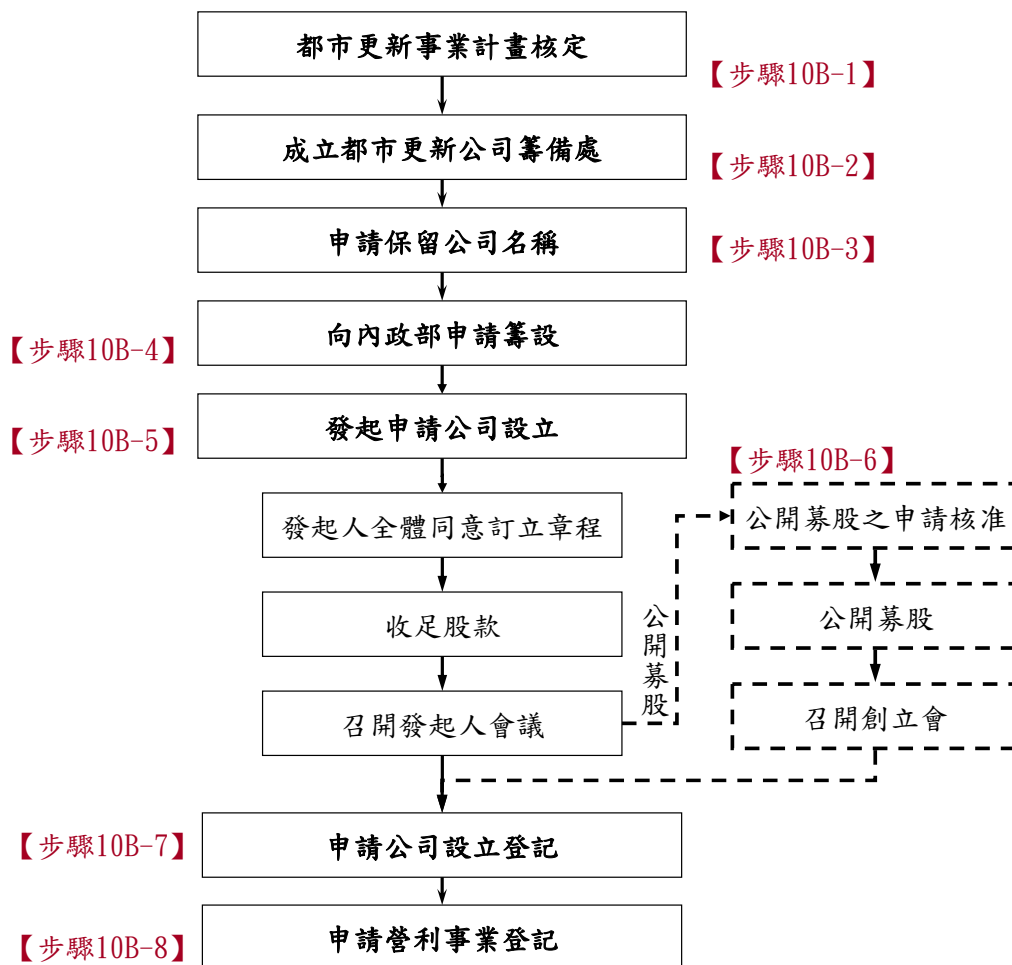 都市更新事業計畫核定
【步驟10B-1】
成立都市更新公司籌備處
【步驟10B-2】
申請保留公司名稱
【步驟10B-3】
向內政部申請籌設
【步驟10B-4】
發起申請公司設立
【步驟10B-5】
發起人全體同意訂立章程
收足股款
召開發起人會議
公開募股
【步驟10B-6】
公開募股之申請核准
公開募股
召開創立會
申請公司設立登記
【步驟10B-7】
申請營利事業登記
【步驟10B-8】